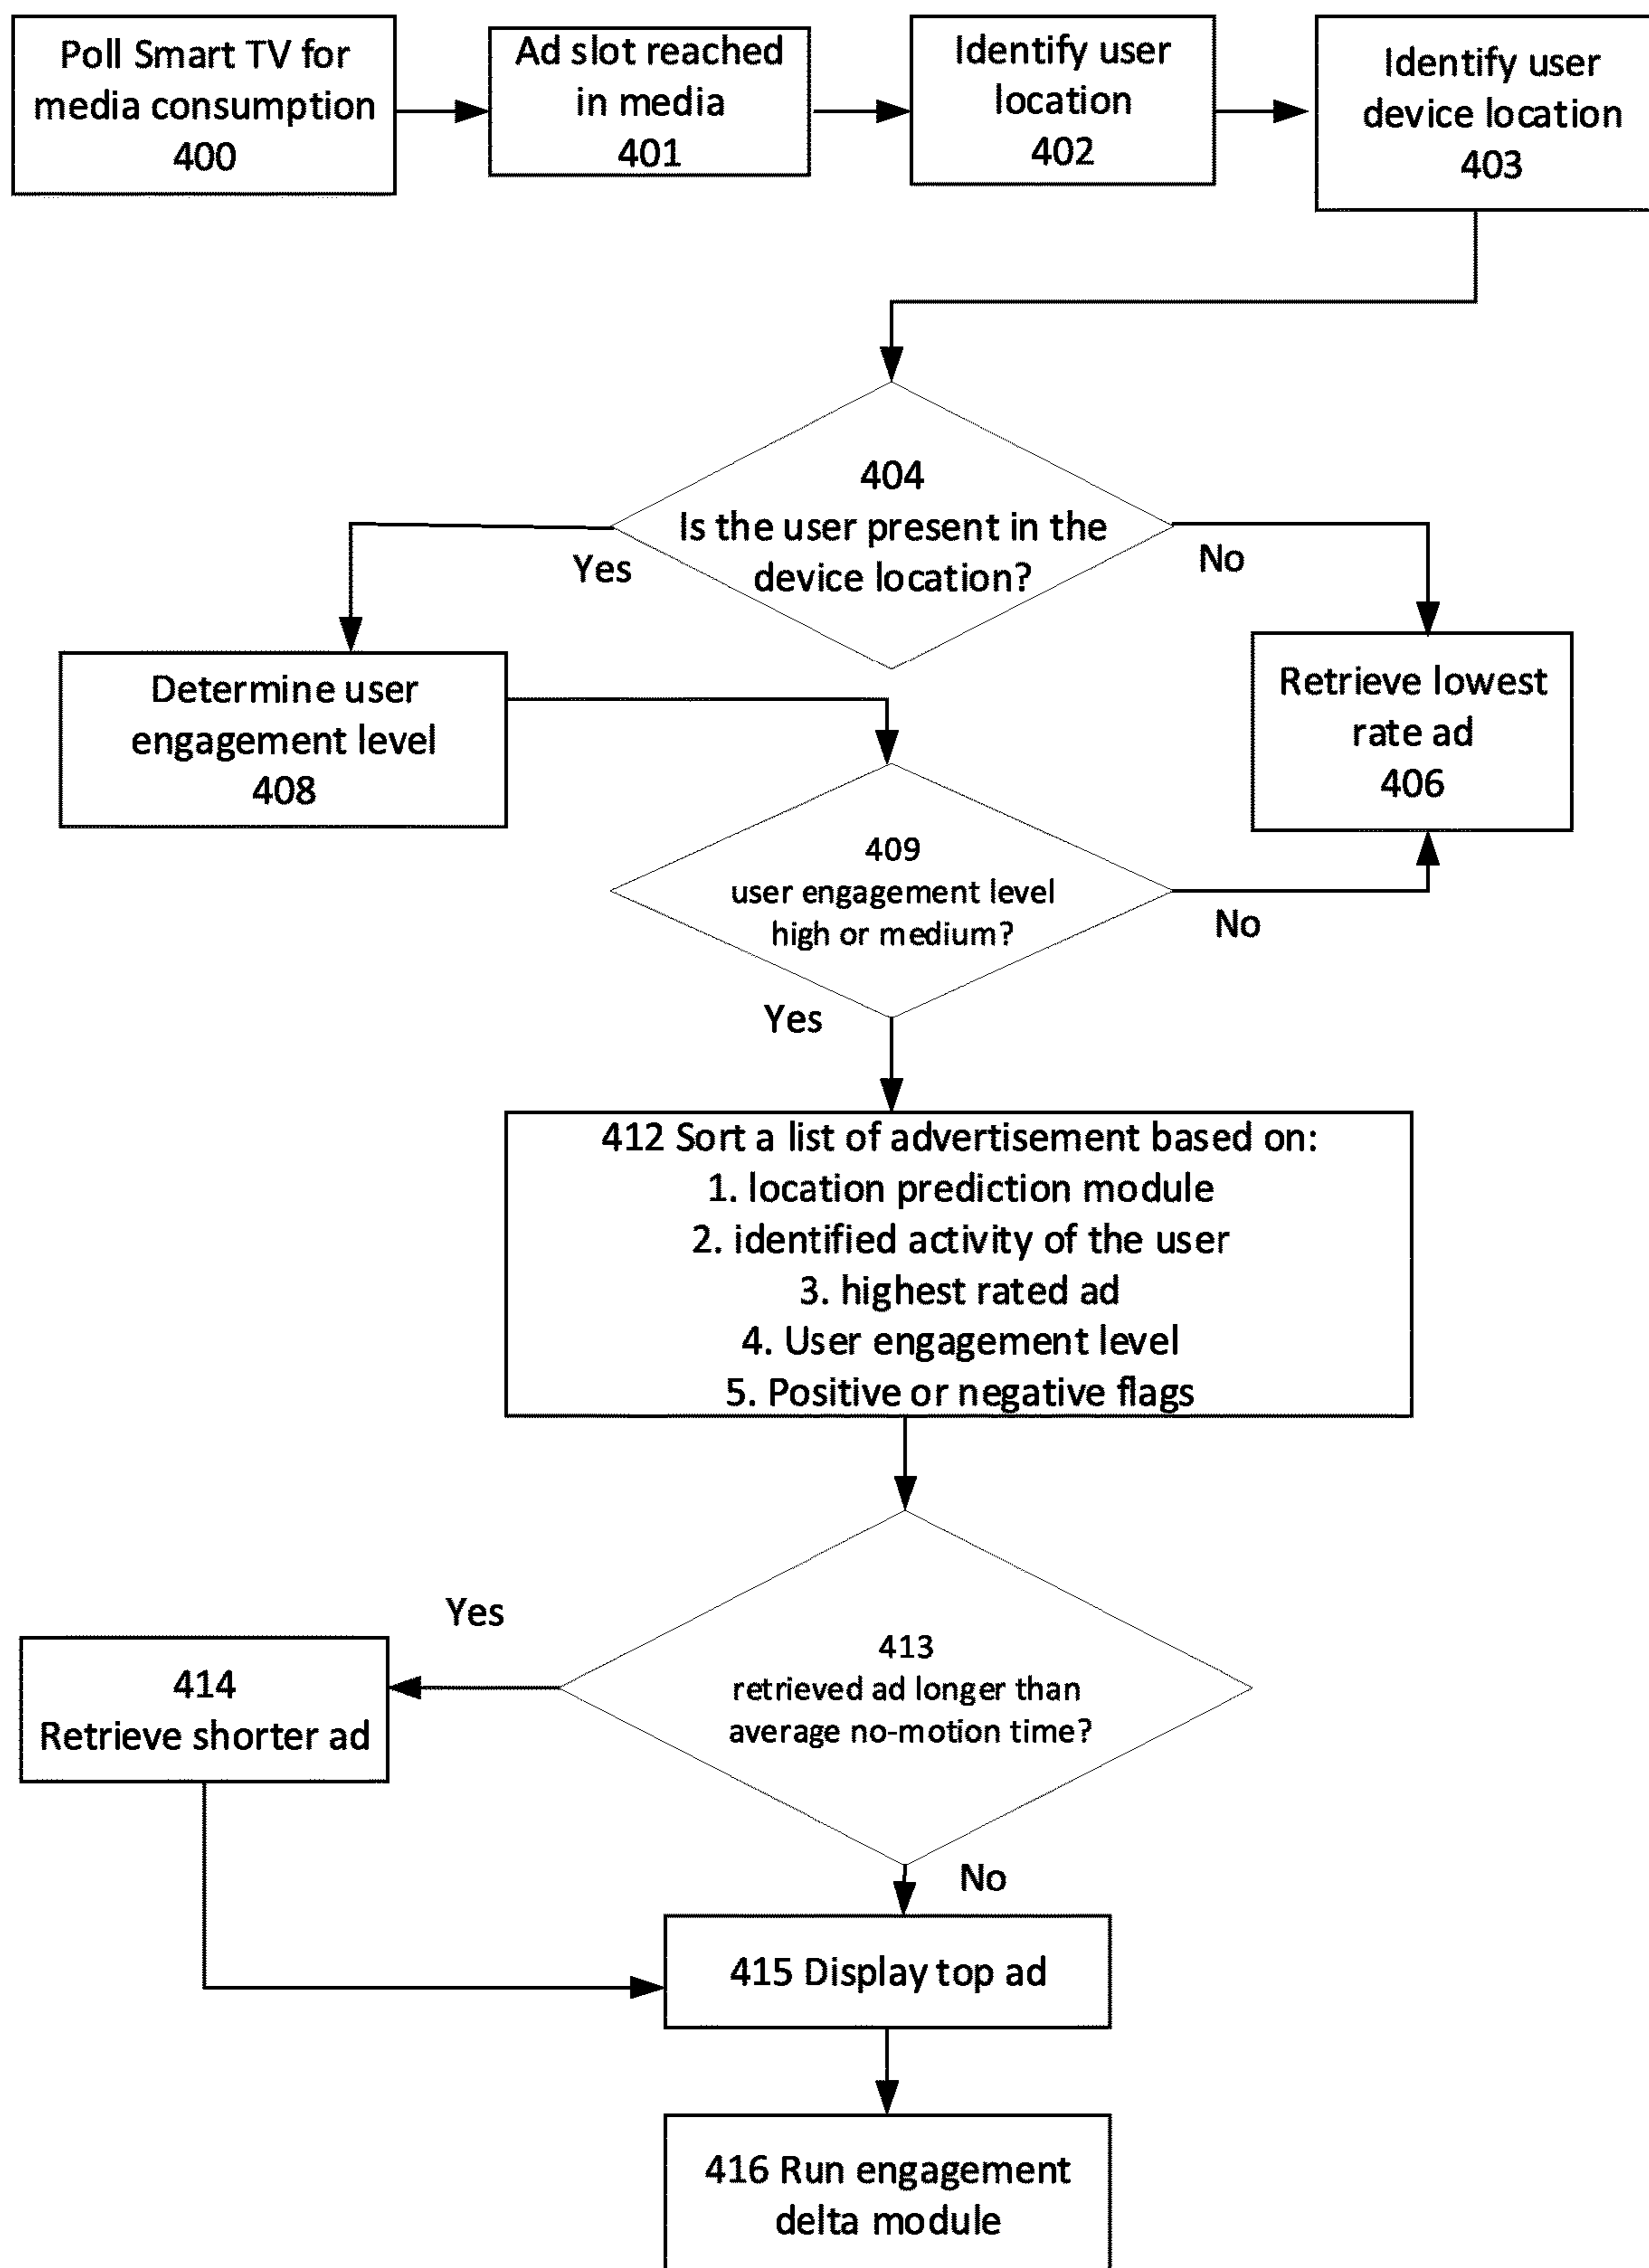 Poll Smart TV for
media consumption
400
Ad slot reached
in media
401
Identify user
location
402
Identify user
device location
403
404
Is the user present in the
device location?
Yes
No
Determine user
engagement level
408
Retrieve lowest
rate ad
406
409
user engagement level
high or medium?
No
Yes
412 Sort a list of advertisement based on:
1. location prediction module
2. identified activity of the user
3. highest rated ad
4. User engagement level
5. Positive or negative flags
Yes
413
retrieved ad longer than
average no-motion time?
414
Retrieve shorter ad
No
415 Display top ad
416 Run engagement
delta module